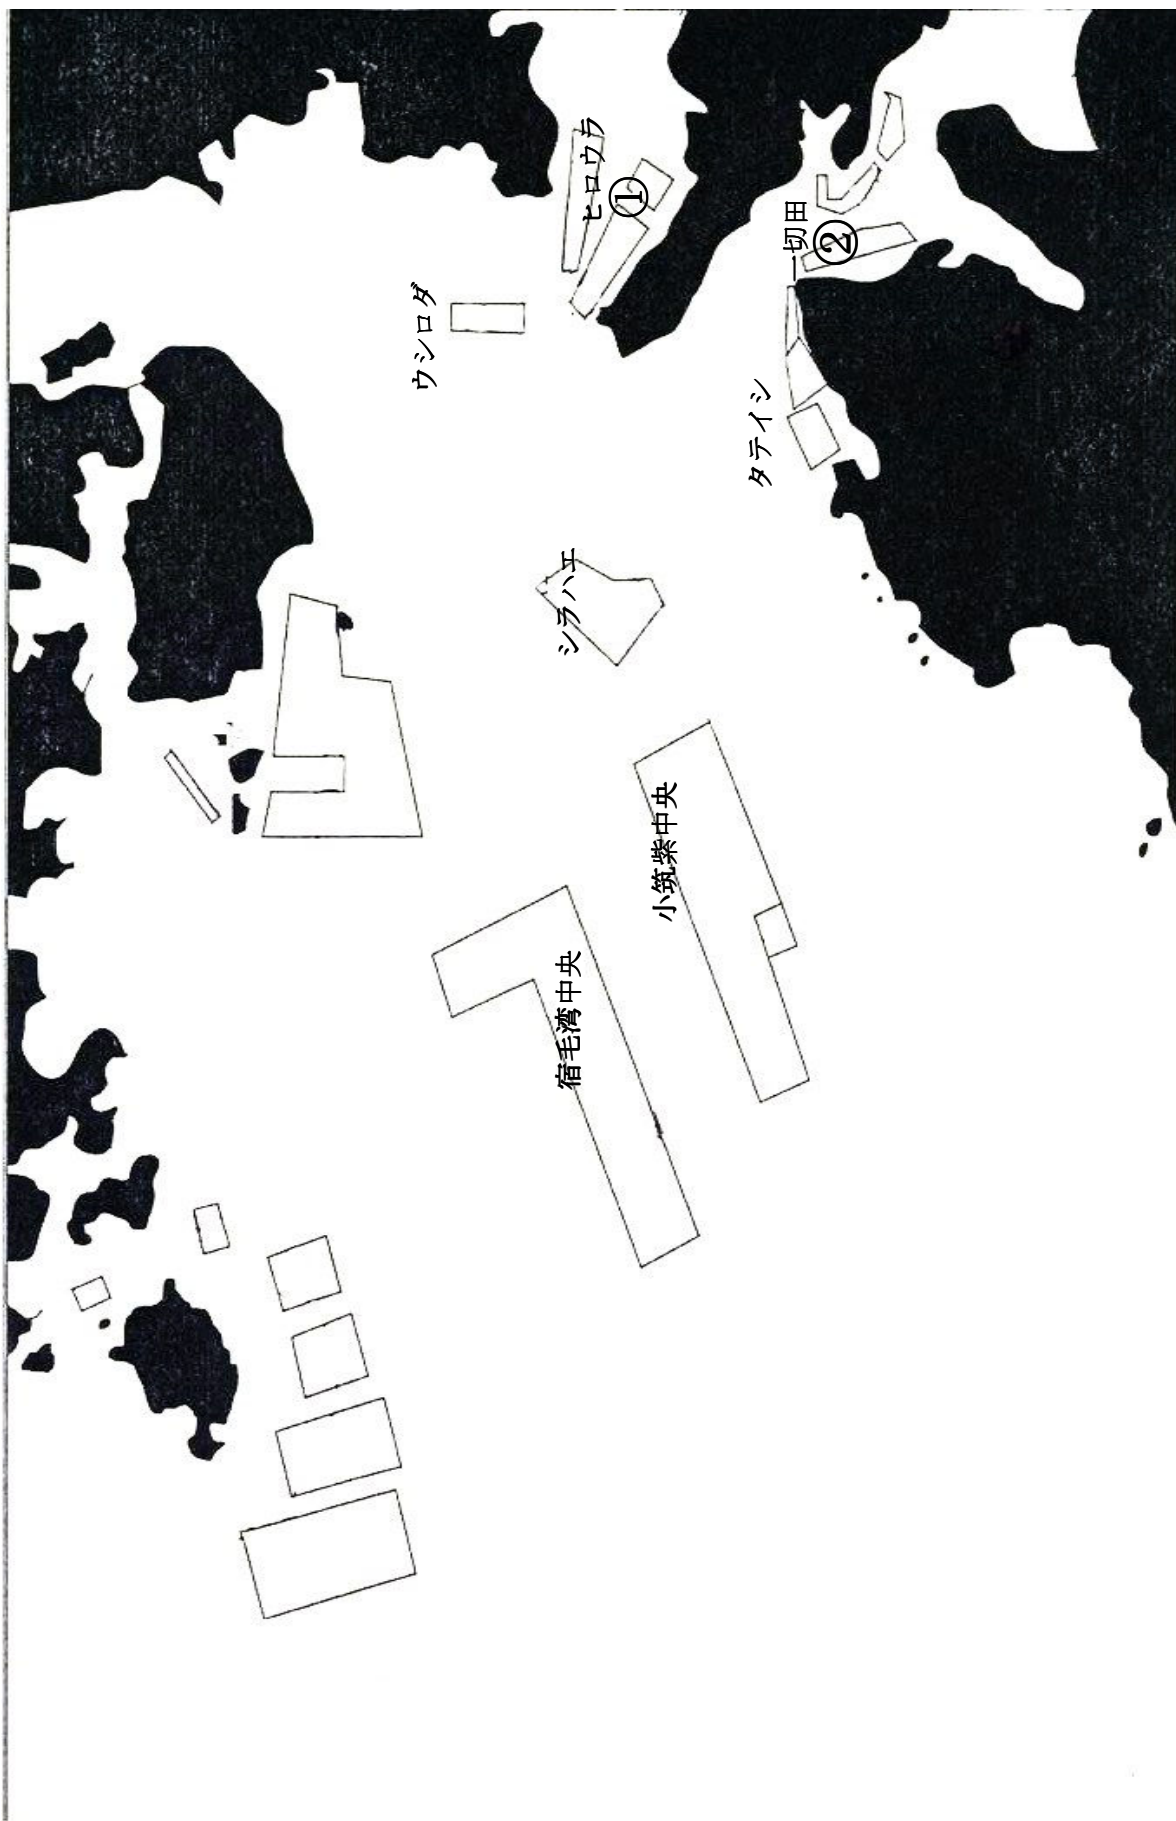 ウシロダ
宿毛湾中央
シラハエ
ヒロウラ
①
小筑紫中央
タテイシ
一切田
②